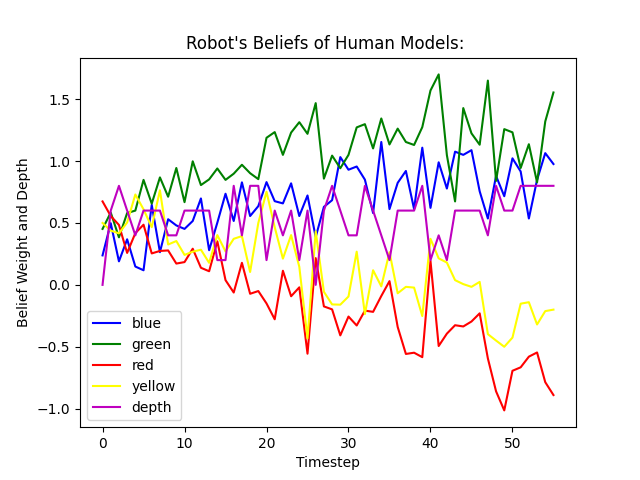 Robot's Beliefs of Human Models:
Belief Weight and Depth
1.5
1.0
0.5
0.0
−0.5
−1.0
blue
green
red
yellow
depth
0 10 20 30 40 50
Timestep